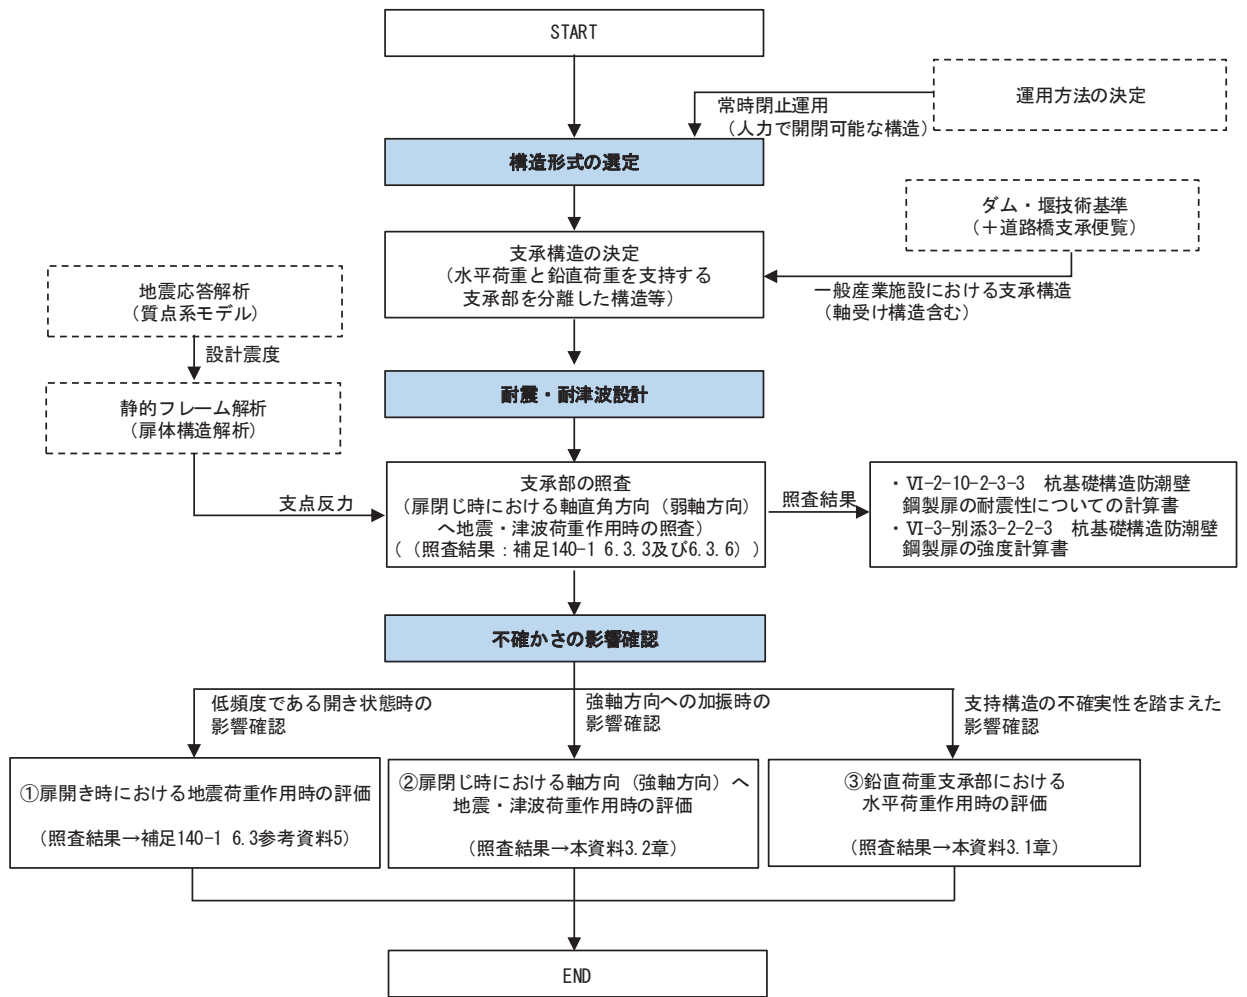 START
運用方法の決定
常時閉止運用
（人力で開閉可能な構造）
構造形式の選定
ダム・堰技術基準
（＋道路橋支承便覧）
支承構造の決定
（水平荷重と鉛直荷重を支持する
支承部を分離した構造等）
一般産業施設における支承構造
（軸受け構造含む）
地震応答解析
（質点系モデル）
設計震度
耐震・耐津波設計
静的フレーム解析
（扉体構造解析）
支点反力
支承部の照査
（扉閉じ時における軸直角方向（弱軸方向）
へ地震・津波荷重作用時の照査）
（（照査結果：補足140-1 6.3.3及び6.3.6））
照査結果
・Ⅵ-2-10-2-3-3　杭基礎構造防潮壁
鋼製扉の耐震性についての計算書
・Ⅵ-3-別添3-2-2-3　杭基礎構造防潮壁
鋼製扉の強度計算書
不確かさの影響確認
低頻度である開き状態時の
影響確認
強軸方向への加振時の
影響確認
支持構造の不確実性を踏まえた
影響確認
①扉開き時における地震荷重作用時の評価
（照査結果→補足140-1 6.3参考資料5）
②扉閉じ時における軸方向（強軸方向）へ
地震・津波荷重作用時の評価
（照査結果→本資料3.2章）
③鉛直荷重支承部における
水平荷重作用時の評価
（照査結果→本資料3.1章）
END